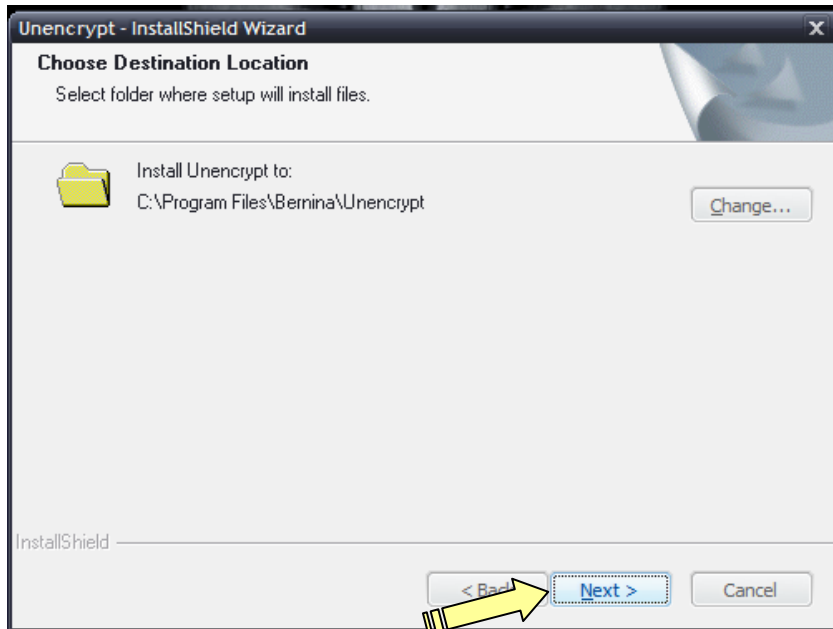 Unencrypt - InstallShield Wizard
Choose Destination Location
Select folder where setup will install files.
Install Unencrypt to:
C:\Program Files\Bernina\Unencrypt
Change...
InstallShield
< Back
Next >
Cancel